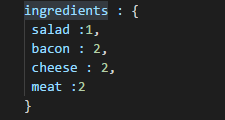 ingredients : {
salad :1,
bacon : 2,
cheese : 2,
meat :2
}